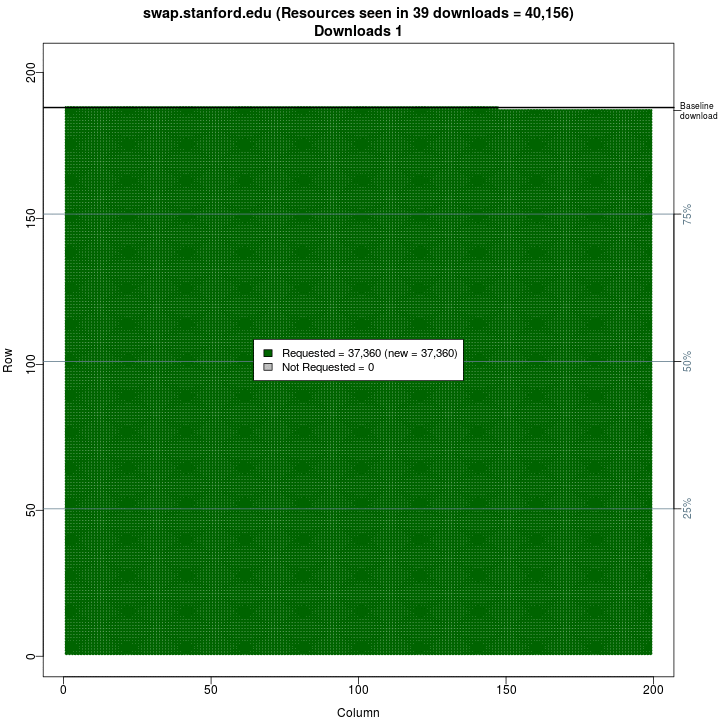 swap.stanford.edu (Resources seen in 39 downloads = 40,156)
Downloads 1
200
150
100
50
0
Row
Baseline
download
75%
50%
25%
Requested = 37,360 (new = 37,360)
Not Requested = 0
0 50 100 150 200
Column